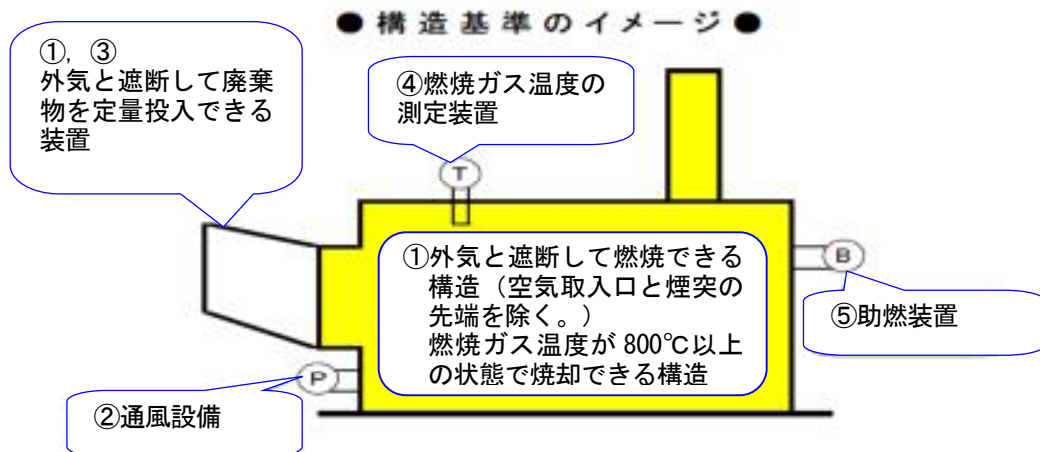 ●構造基準のイメージ●
①，③
外気と遮断して廃棄
物を定量投入できる
装置
④燃焼ガス温度の
測定装置
T
①外気と遮断して燃焼できる
構造（空気取入口と煙突の
先端を除く。）
燃焼ガス温度が 800℃以上
の状態で焼却できる構造
B
⑤助燃装置
P
②通風設備